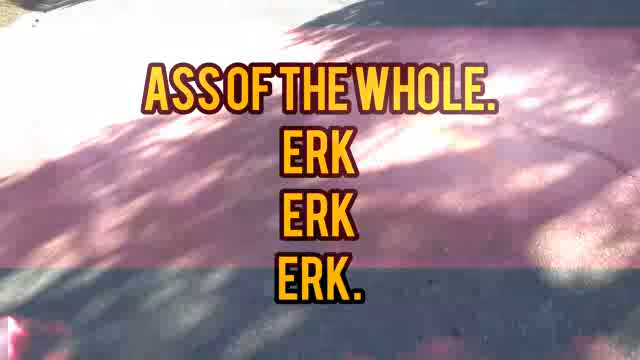 ASS OF THE WHOLE.
ERK
ERK
ERK.